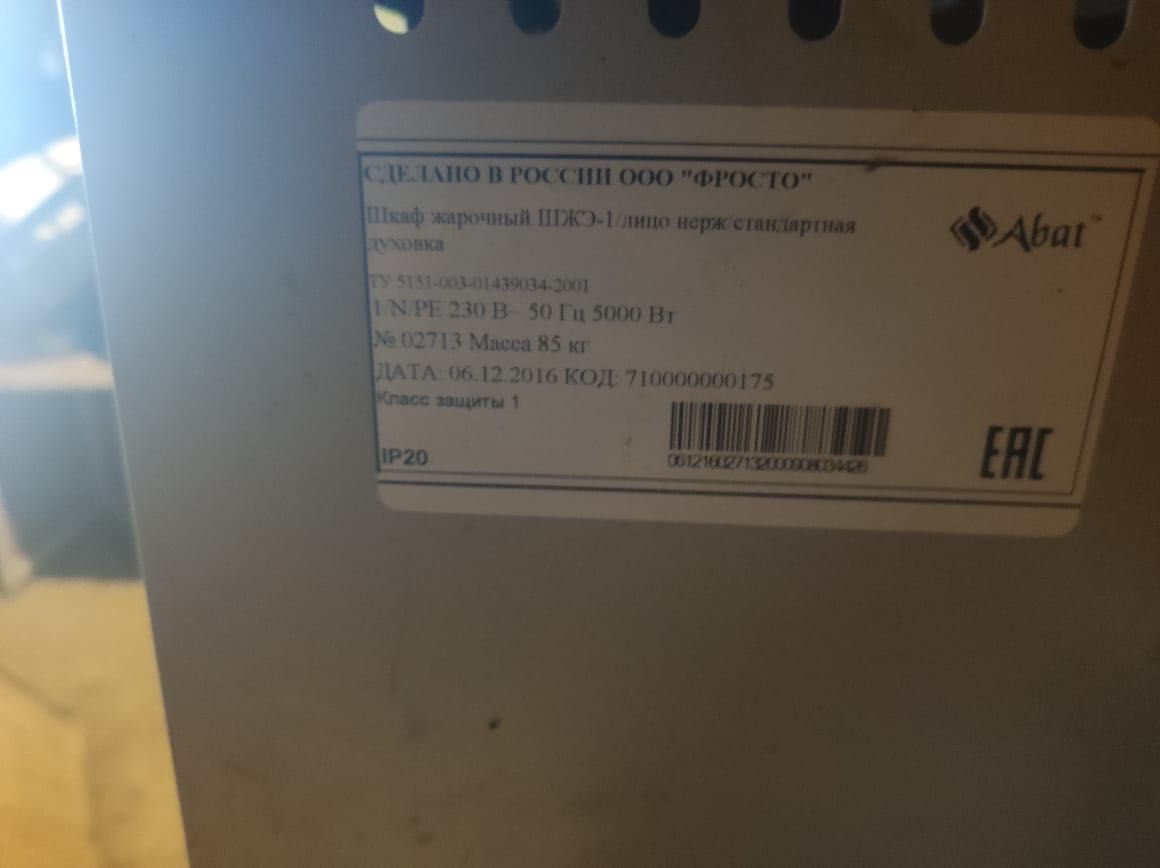 СДЕЛАНО В РОССИИ ООО "ФРОСТО"
Шкаф жарочный ШЖЭ-1/лицо нерж/стандартная
духовка
Abat™
ТУ 5151-003-01439034-2001
1/N/PE 230 В~ 50 Гц 5000 Вт
№ 02713 Масса 85 кг
ДАТА: 06.12.2016 КОД: 710000000175
Класс защиты 1
IP20
EAC